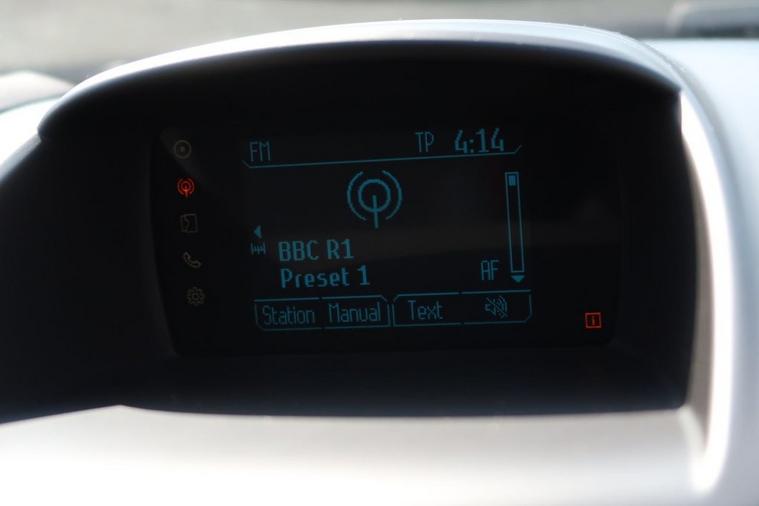 FM TP 4:14
BBC R1
Preset 1 AF
Station Manual Text
i